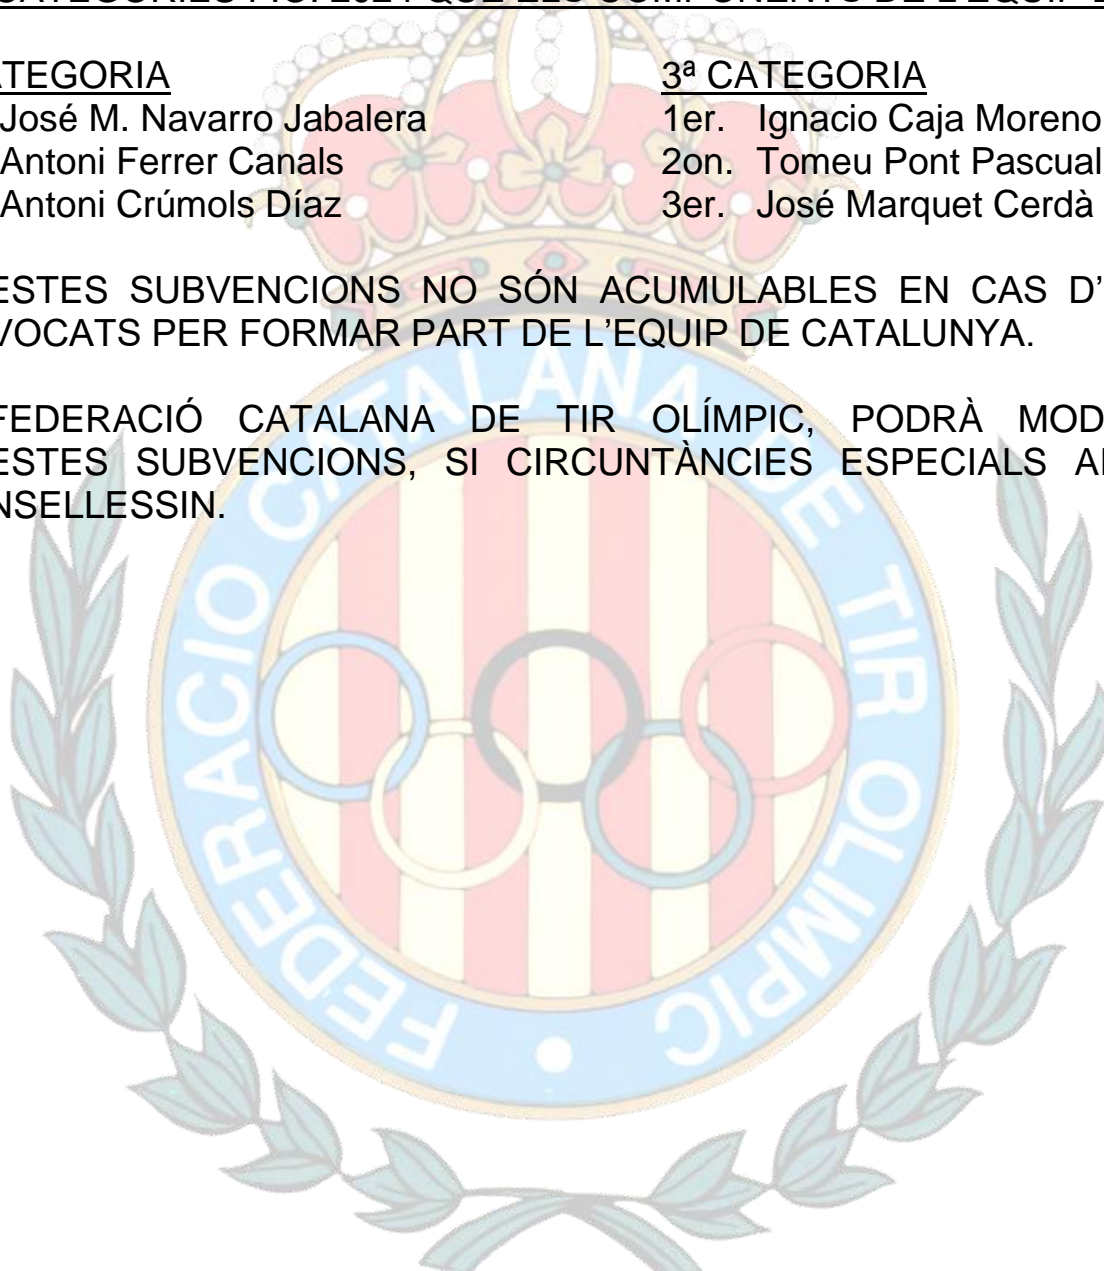 ATEGORIA 3ª CATEGORIA
José M. Navarro Jabalera 1er. Ignacio Caja Moreno
Antoni Ferrer Canals 2on. Tomeu Pont Pascual
Antoni Crúmols Díaz 3er. José Marquet Cerdà
ESTES SUBVENCIONS NO SÓN ACUMULABLES EN CAS D’
VOCATS PER FORMAR PART DE L’EQUIP DE CATALUNYA.
FEDERACIÓ CATALANA DE TIR OLÍMPIC, PODRÀ MOD
ESTES SUBVENCIONS, SI CIRCUNTÀNCIES ESPECIALS
NSELLESSIN.
FEDERACIO CATALANA DE TIR OLIMPIC